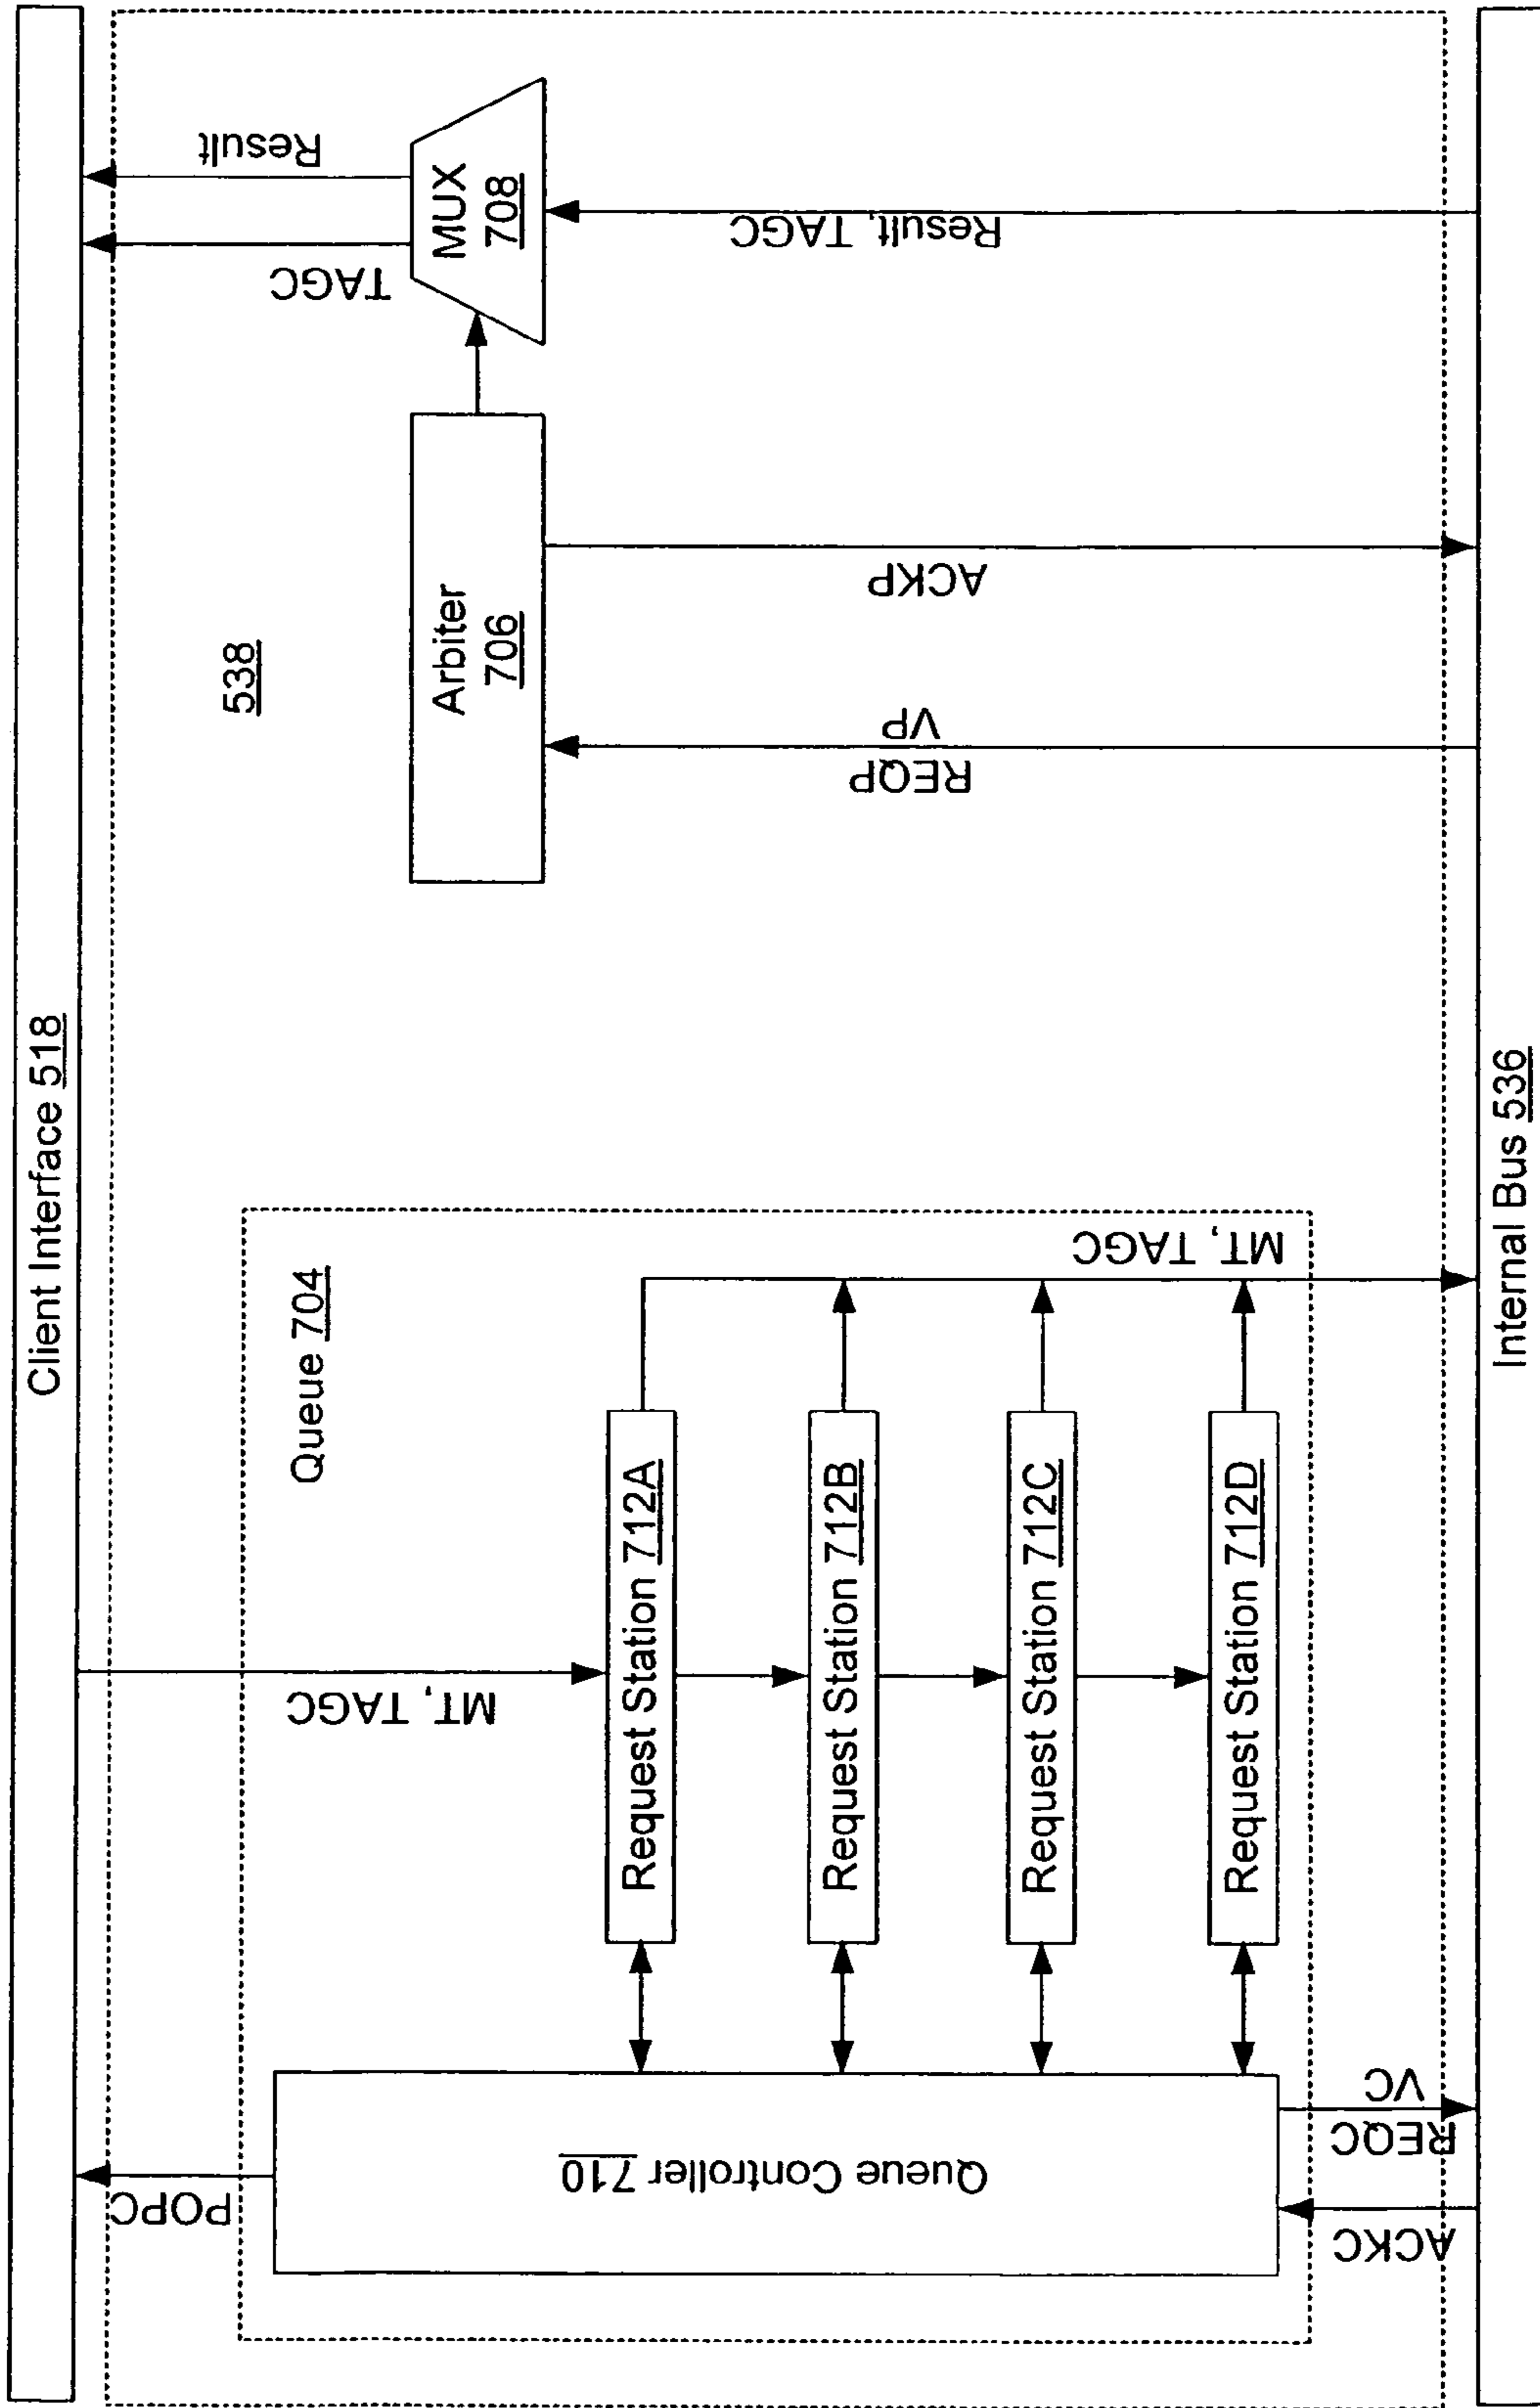 Client Interface 518
POPC
Queue 704
MT, TAGC
Queue Controller 710
Request Station 712A
Request Station 712B
Request Station 712C
Request Station 712D
MT, TAGC
ACKC
REQC
VC
538
Arbiter
706
REQP
VP
ACKP
MUX
708
TAGC
Result
Result, TAGC
Internal Bus 536